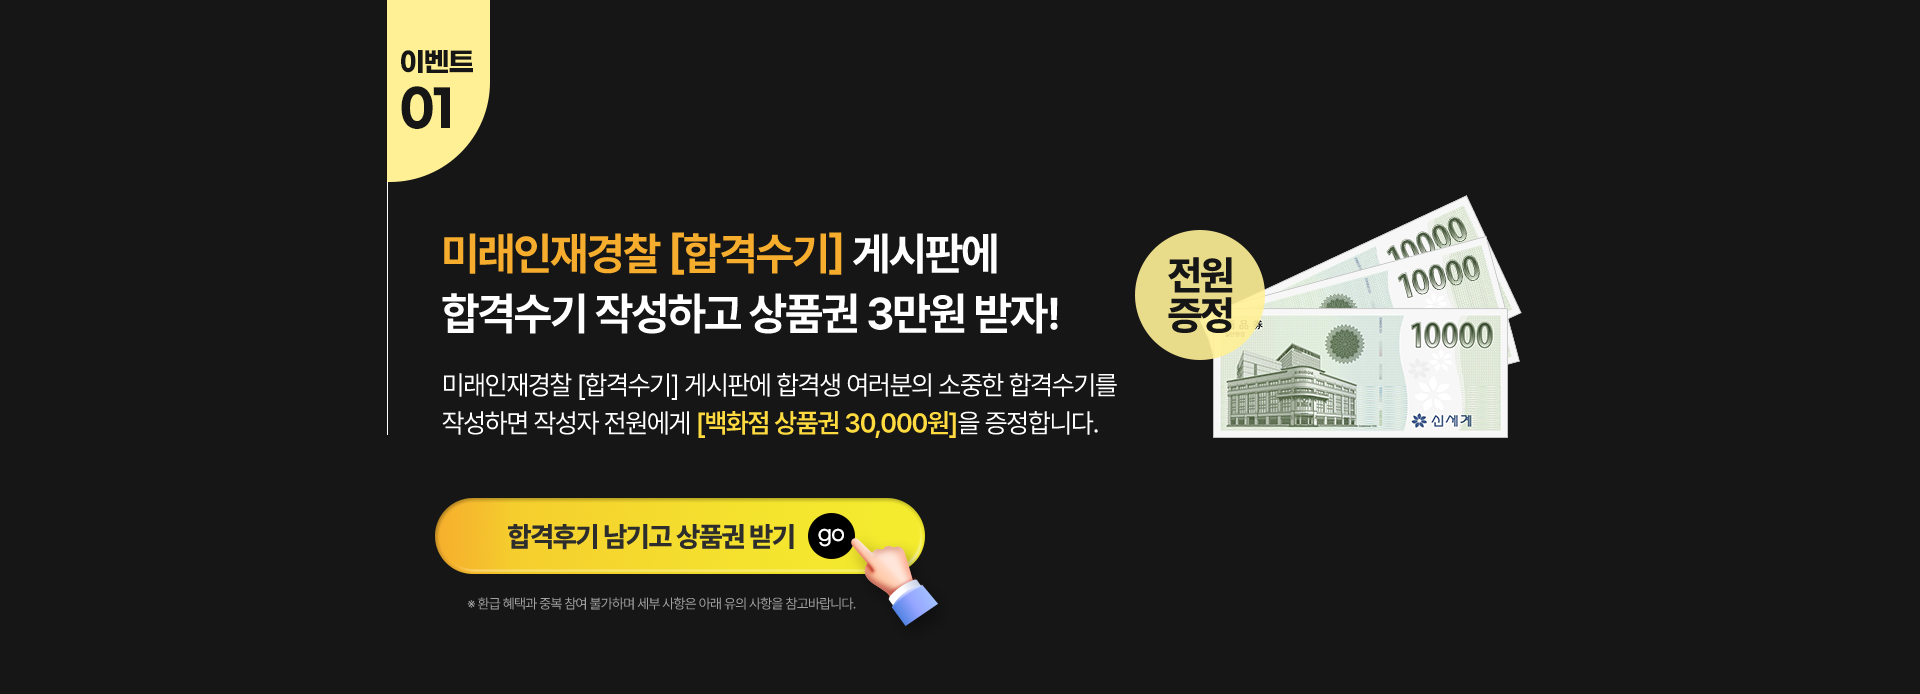 이벤트
01
미래인재경찰 [합격수기] 게시판에
합격수기 작성하고 상품권 3만원 받자!
미래인재경찰 [합격수기] 게시판에 합격생 여러분의 소중한 합격수기를
작성하면 작성자 전원에게 [백화점 상품권 30,000원]을 증정합니다.
전원
증정
10000
10000
10000
신세계
합격후기 남기고 상품권 받기 go
※ 환급 혜택과 중복 참여 불가하며 세부 사항은 아래 유의 사항을 참고바랍니다.